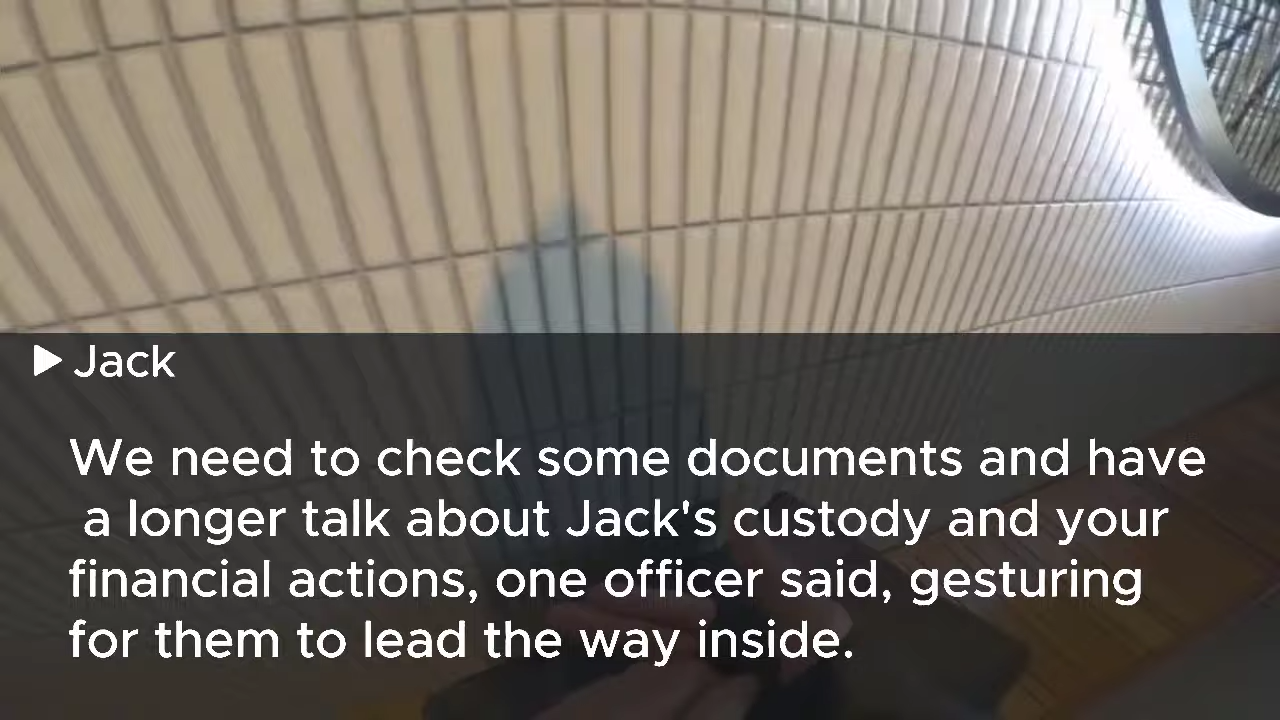 ▶ Jack
We need to check some documents and have
a longer talk about Jack's custody and your
financial actions, one officer said, gesturing
for them to lead the way inside.